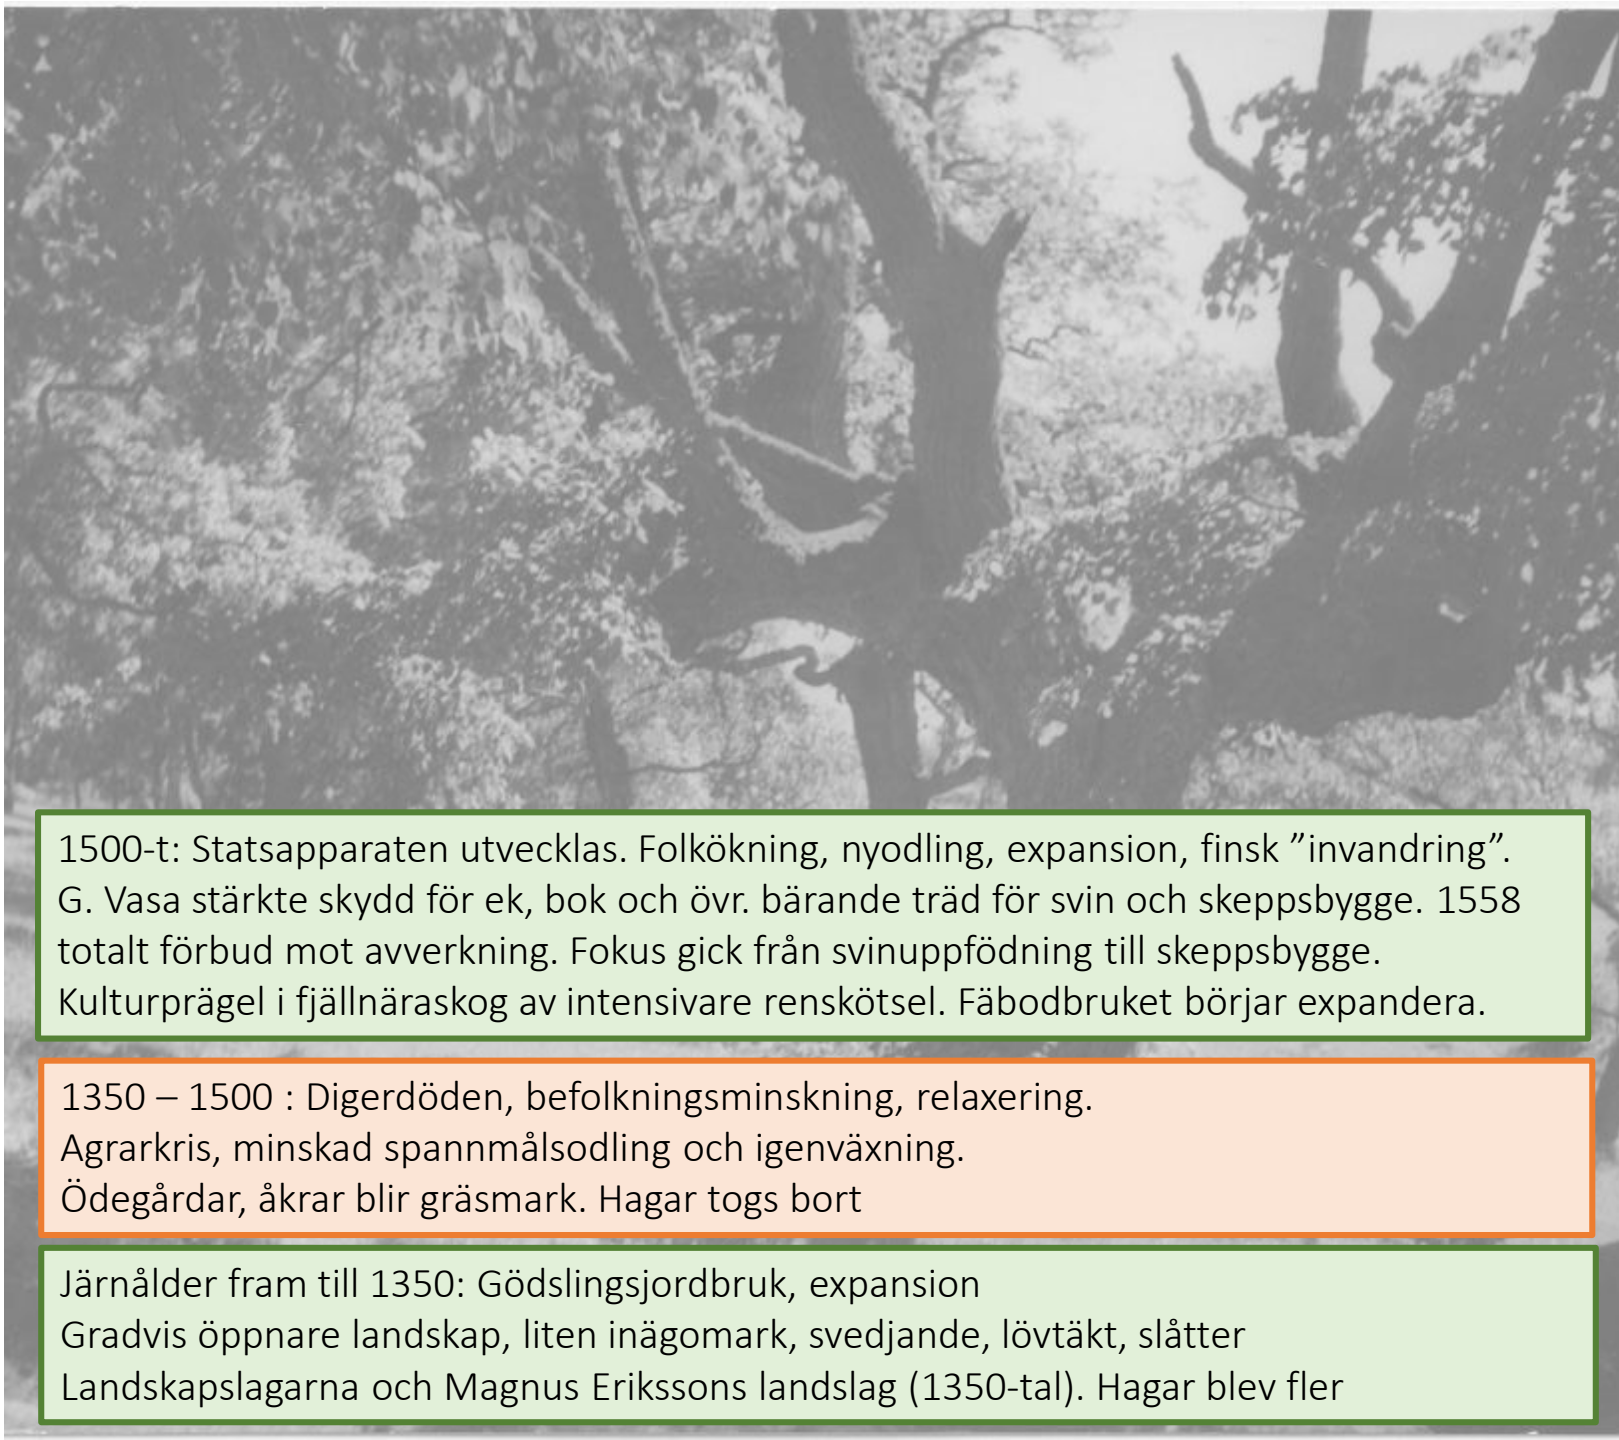 1500-t: Statsapparaten utvecklas. Folkökning, nyodling, expansion, finsk ”invandring”.
G. Vasa stärkte skydd för ek, bok och övr. bärande träd för svin och skeppsbygge. 1558
totalt förbud mot avverkning. Fokus gick från svinuppfödning till skeppsbygge.
Kulturprägel i fjällnäraskog av intensivare renskötsel. Fäbodbruket börjar expandera.
1350 – 1500 : Digerdöden, befolkningsminskning, relaxering.
Agrarkris, minskad spannmålsodling och igenväxning.
Ödegårdar, åkrar blir gräsmark. Hagar togs bort
Järnålder fram till 1350: Gödslingsjordbruk, expansion
Gradvis öppnare landskap, liten inägomark, svedjande, lövtäkt, slåtter
Landskapslagarna och Magnus Erikssons landslag (1350-tal). Hagar blev fler